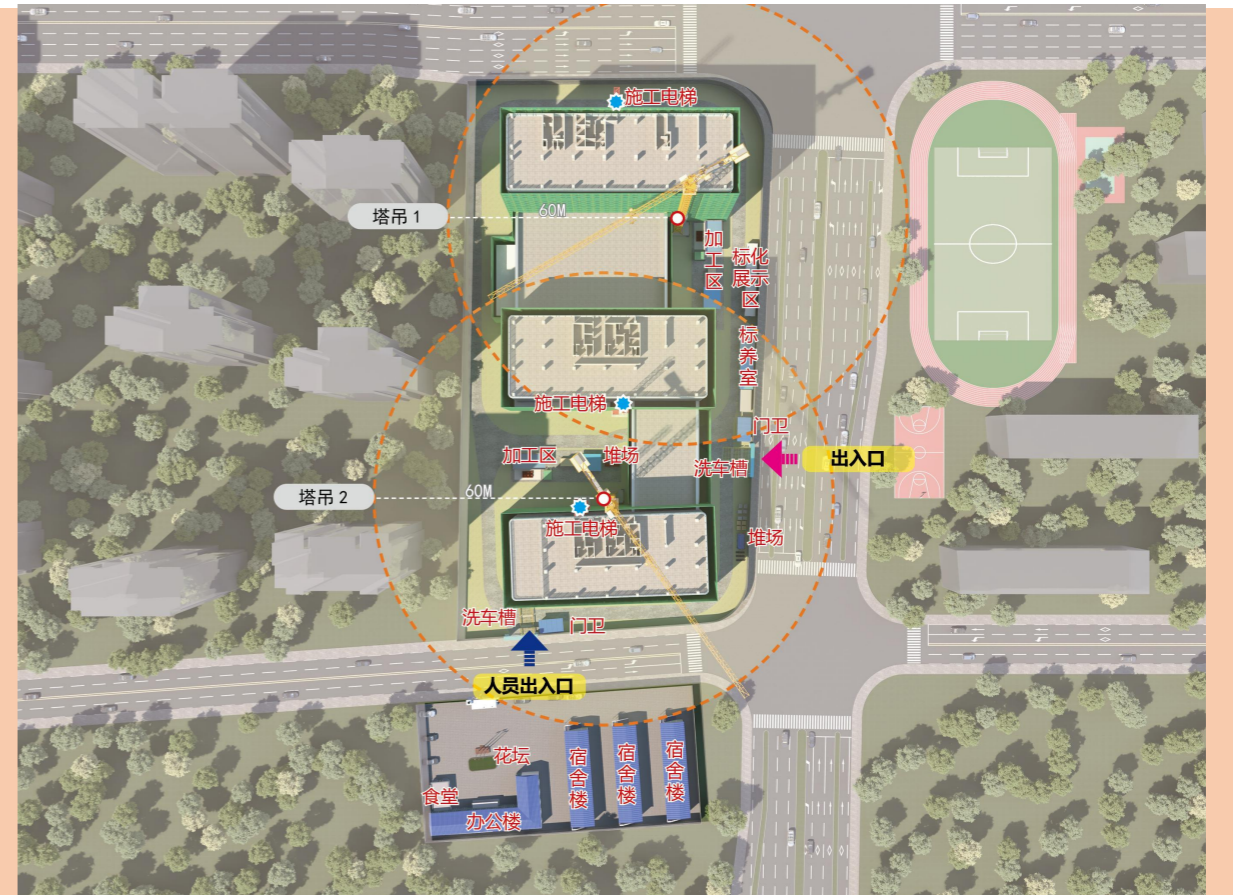 施工电梯
塔吊 1
60M
加工区
标化展示区
标养室
施工电梯
门卫
加工区
堆场
洗车槽
出入口
塔吊 2
60M
施工电梯
堆场
洗车槽
门卫
人员出入口
花坛
宿舍楼
宿舍楼
宿舍楼
食堂
办公楼